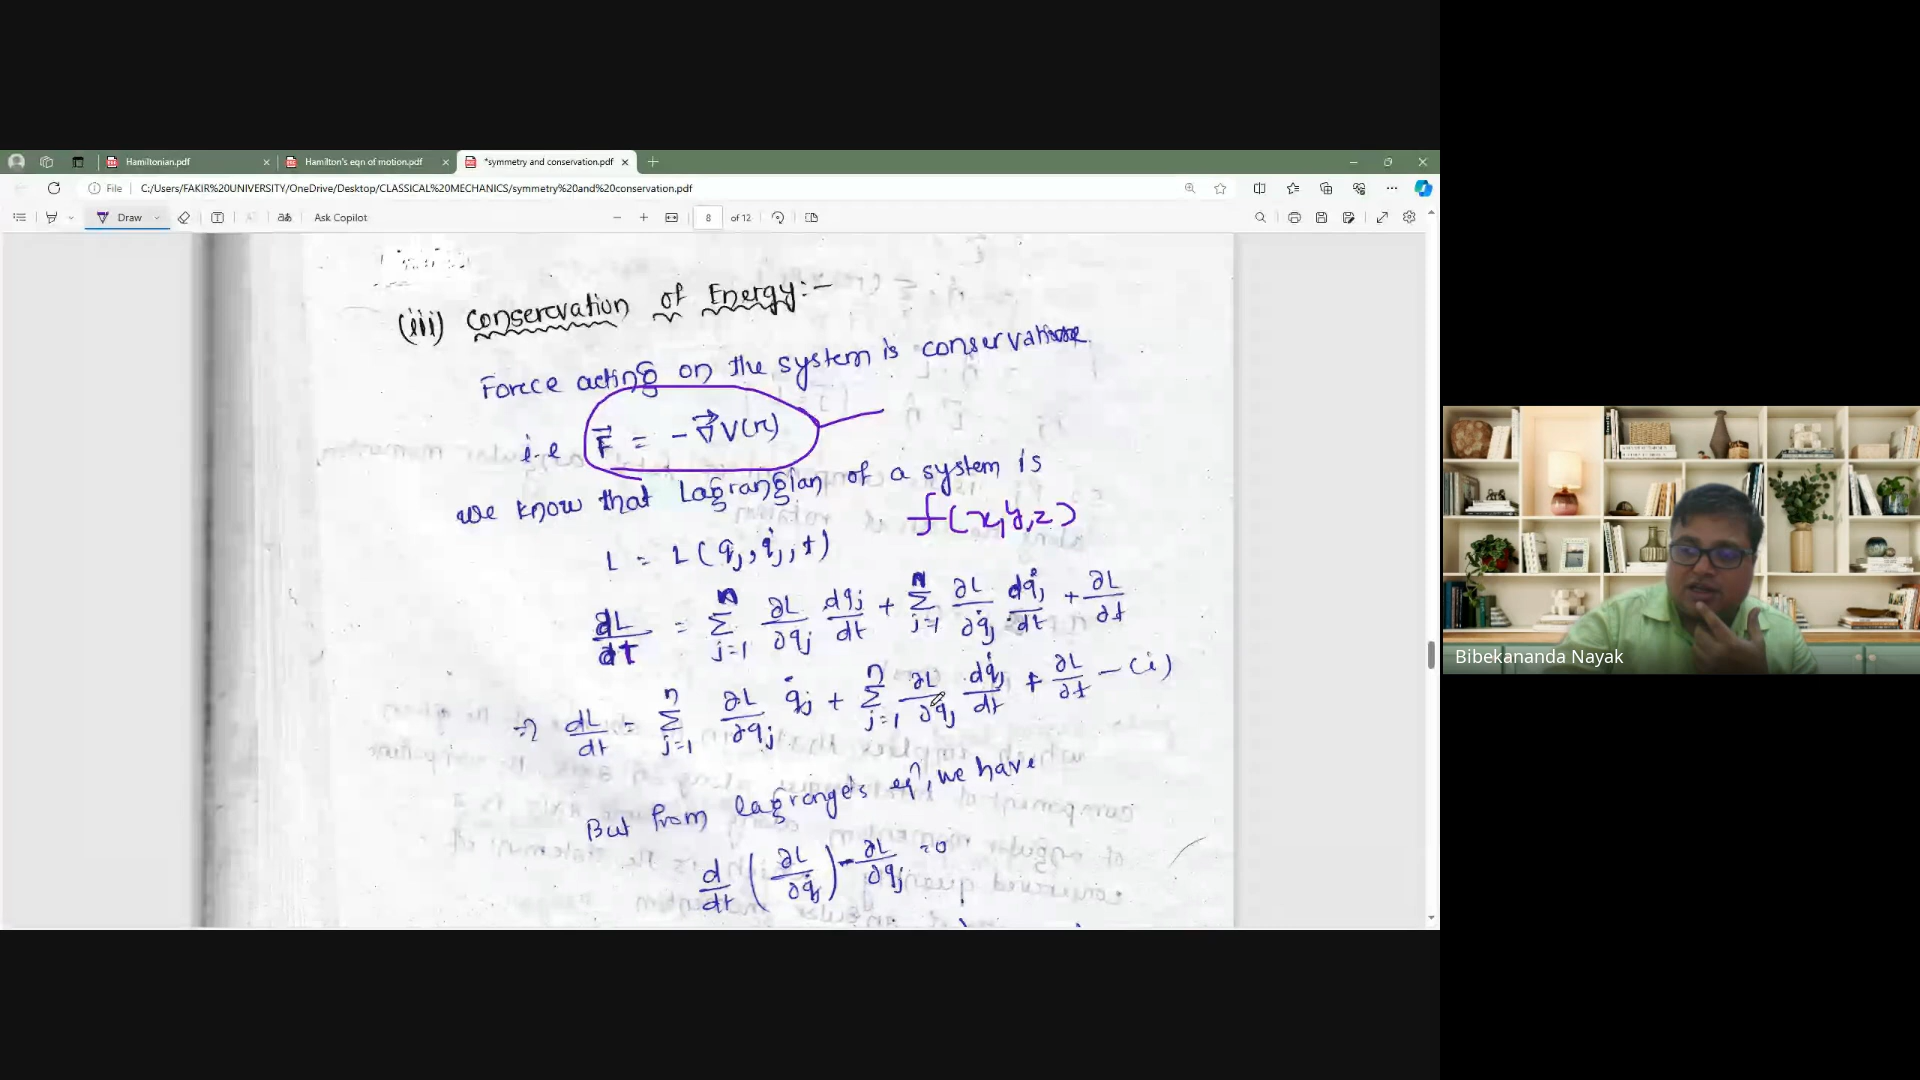 Hamiltonian.pdf
Hamilton's eqn of motion.pdf
*symmetry and conservation.pdf
File C:/Users/FAKIR%20UNIVERSITY/OneDrive/Desktop/CLASSICAL%20MECHANICS/symmetry%20and%20conservation.pdf
Draw Ask Copilot 8 of 12
(iii) Conservation of Energy:-
Force acting on the system is conservative
i.e F⃗ = - ∇⃗V(r)
we know that Lagrangian of a system is
f(x,y,z)
L = L(qj, q̇j, t)
dL/dt = Σ_{j=1}^{n} ∂L/∂qj dqj/dt + Σ_{j=1}^{n} ∂L/∂q̇j dq̇j/dt + ∂L/∂t
⇒ dL/dt = Σ_{j=1}^{n} ∂L/∂qj q̇j + Σ_{j=1}^{n} ∂L/∂q̇j dq̇j/dt + ∂L/∂t - (i)
But from lagrange's eqn, we have
d/dt (∂L/∂q̇j) - ∂L/∂qj = 0
Bibekananda Nayak